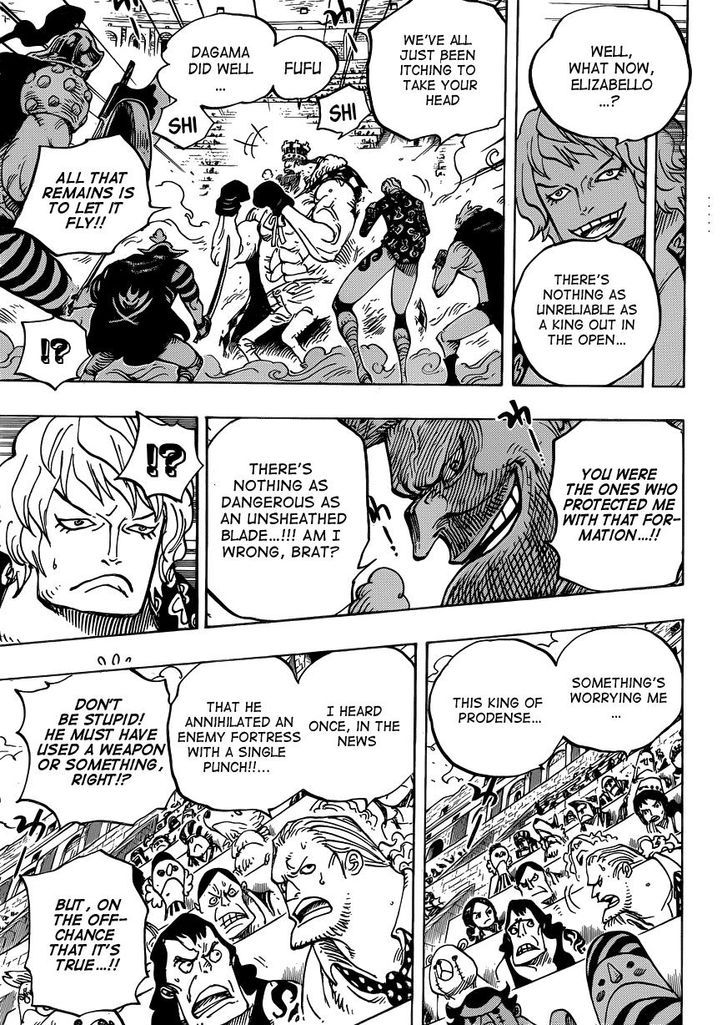 WELL,
WHAT NOW,
ELIZABELLO
...?
THERE'S
NOTHING AS
UNRELIABLE AS
A KING OUT IN
THE OPEN...
WE'VE ALL
JUST BEEN
ITCHING TO
TAKE YOUR
HEAD
SHI
FUFU
DAGAMA
DID WELL
...
SHI
ALL THAT
REMAINS IS
TO LET IT
FLY!!
!?
YOU WERE
THE ONES WHO
PROTECTED ME
WITH THAT FOR-
MATION...!!
THERE'S
NOTHING AS
DANGEROUS AS
AN UNSHEATHED
BLADE...!!! AM I
WRONG, BRAT?
!?
SOMETHING'S
WORRYING ME
...
THIS KING OF
PRODENSE...
I HEARD
ONCE, IN THE
NEWS
THAT HE
ANNIHILATED AN
ENEMY FORTRESS
WITH A SINGLE
PUNCH!!...
DON'T
BE STUPID!
HE MUST HAVE
USED A WEAPON
OR SOMETHING,
RIGHT!?
BUT, ON
THE OFF-
CHANCE THAT IT'S
TRUE...!!